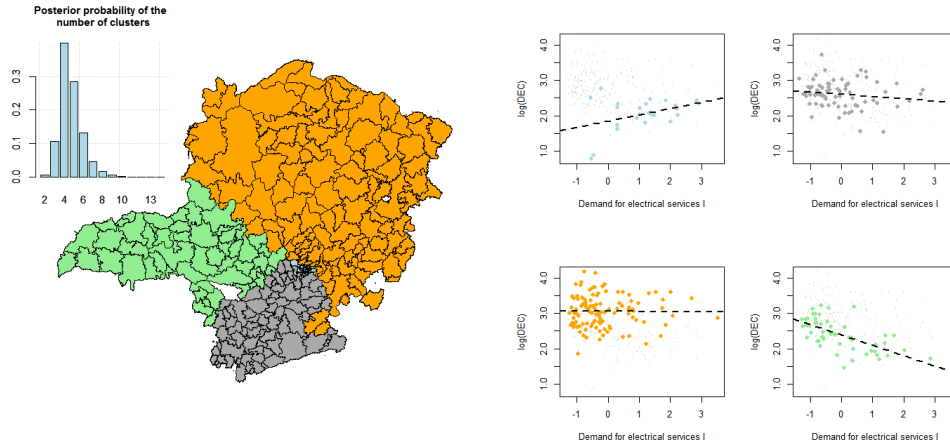 Posterior probability of the
number of clusters
0.3
0.2
0.1
0.0
2 4 6 8 10 13
log(DEC)
4.0
3.0
2.0
1.0
-1 0 1 2 3
Demand for electrical services I
log(DEC)
4.0
3.0
2.0
1.0
-1 0 1 2 3
Demand for electrical services I
log(DEC)
4.0
3.0
2.0
1.0
-1 0 1 2 3
Demand for electrical services I
log(DEC)
4.0
3.0
2.0
1.0
-1 0 1 2 3
Demand for electrical services I